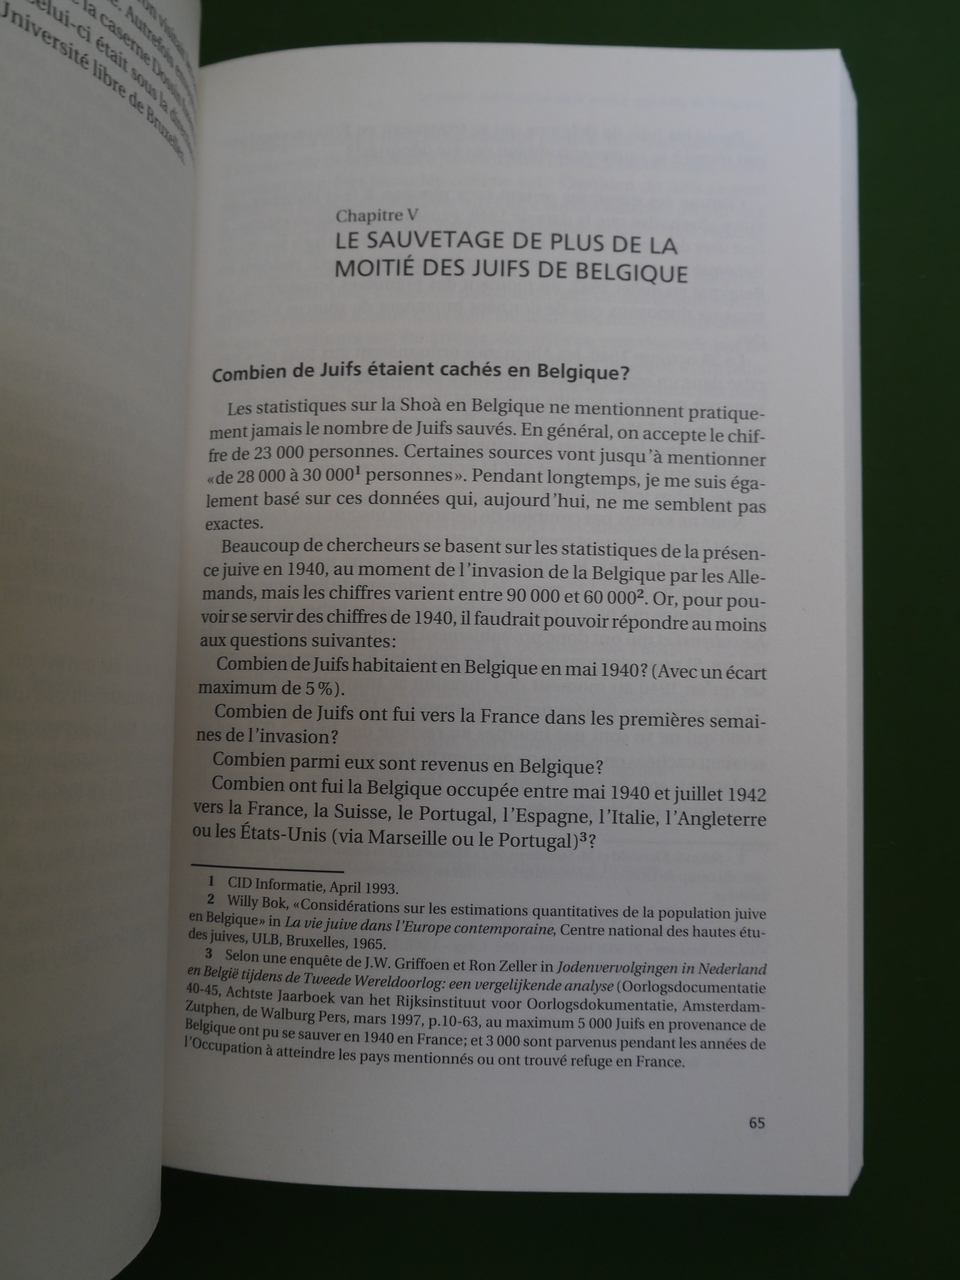 on visitan
Autrefois
la caserne Dossin
elui-ci était sous la
Université libre de Bruxelles.
Chapitre V
LE SAUVETAGE DE PLUS DE LA
MOITIÉ DES JUIFS DE BELGIQUE
Combien de Juifs étaient cachés en Belgique?
Les statistiques sur la Shoà en Belgique ne mentionnent pratique-
ment jamais le nombre de Juifs sauvés. En général, on accepte le chif-
fre de 23 000 personnes. Certaines sources vont jusqu'à mentionner
«de 28 000 à 30 000¹ personnes». Pendant longtemps, je me suis éga-
lement basé sur ces données qui, aujourd'hui, ne me semblent pas
exactes.
Beaucoup de chercheurs se basent sur les statistiques de la présen-
ce juive en 1940, au moment de l'invasion de la Belgique par les Alle-
mands, mais les chiffres varient entre 90 000 et 60 000². Or, pour pou-
voir se servir des chiffres de 1940, il faudrait pouvoir répondre au moins
aux questions suivantes:
Combien de Juifs habitaient en Belgique en mai 1940? (Avec un écart
maximum de 5 %).
Combien de Juifs ont fui vers la France dans les premières semai-
nes de l'invasion?
Combien parmi eux sont revenus en Belgique?
Combien ont fui la Belgique occupée entre mai 1940 et juillet 1942
vers la France, la Suisse, le Portugal, l'Espagne, l'Italie, l'Angleterre
ou les États-Unis (via Marseille ou le Portugal)³?
1 CID Informatie, April 1993.
2 Willy Bok, «Considérations sur les estimations quantitatives de la population juive
en Belgique» in La vie juive dans l'Europe contemporaine, Centre national des hautes étu-
des juives, ULB, Bruxelles, 1965.
3 Selon une enquête de J.W. Griffoen et Ron Zeller in Jodenvervolgingen in Nederland
en België tijdens de Tweede Wereldoorlog: een vergelijkende analyse (Oorlogsdocumentatie
40-45, Achtste Jaarboek van het Rijksinstituut voor Oorlogsdokumentatie, Amsterdam-
Zutphen, de Walburg Pers, mars 1997, p.10-63, au maximum 5 000 Juifs en provenance de
Belgique ont pu se sauver en 1940 en France; et 3 000 sont parvenus pendant les années de
l'Occupation à atteindre les pays mentionnés ou ont trouvé refuge en France.
65